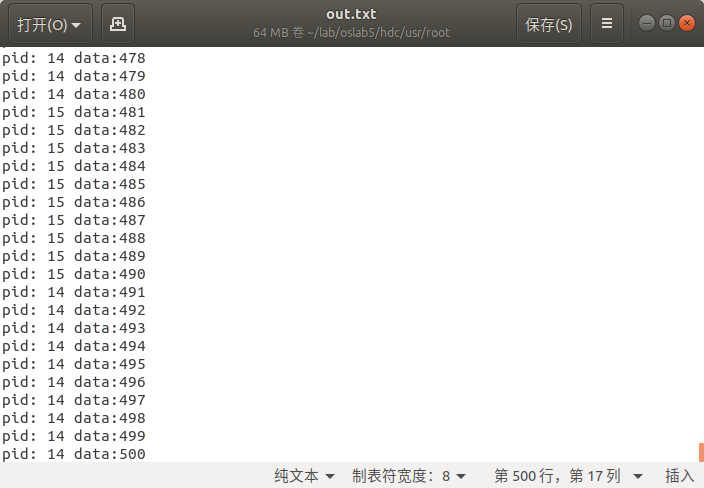 打开(O)
out.txt
64 MB 卷 ~/lab/oslab5/hdc/usr/root
保存(S)
pid: 14 data:478
pid: 14 data:479
pid: 14 data:480
pid: 15 data:481
pid: 15 data:482
pid: 15 data:483
pid: 15 data:484
pid: 15 data:485
pid: 15 data:486
pid: 15 data:487
pid: 15 data:488
pid: 15 data:489
pid: 15 data:490
pid: 14 data:491
pid: 14 data:492
pid: 14 data:493
pid: 14 data:494
pid: 14 data:495
pid: 14 data:496
pid: 14 data:497
pid: 14 data:498
pid: 14 data:499
pid: 14 data:500
纯文本 制表符宽度: 8 第 500 行，第 17 列 插入